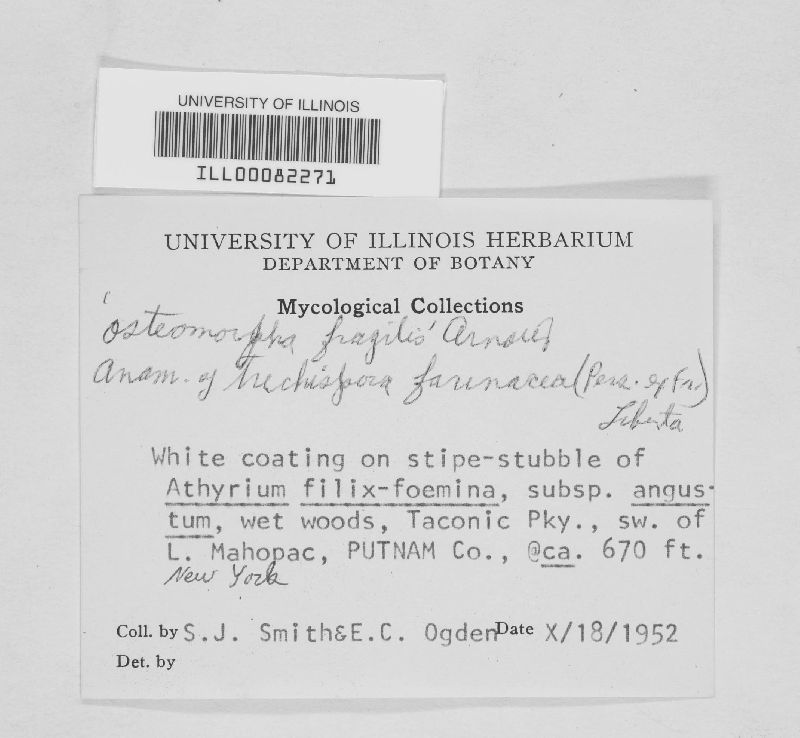 UNIVERSITY OF ILLINOIS
ILL00082271
UNIVERSITY OF ILLINOIS HERBARIUM
DEPARTMENT OF BOTANY
Mycological Collections
'Osteomorpha fragilis' Arnaud
Anam. of Trechispora farinacea (Pers. ex Fr.)
Liberta
White coating on stipe-stubble of
Athyrium filix-foemina, subsp. angus-
tum, wet woods, Taconic Pky., sw. of
L. Mahopac, PUTNAM Co., @ca. 670 ft.
New York
Coll. by S.J. Smith&E.C. Ogden Date X/18/1952
Det. by